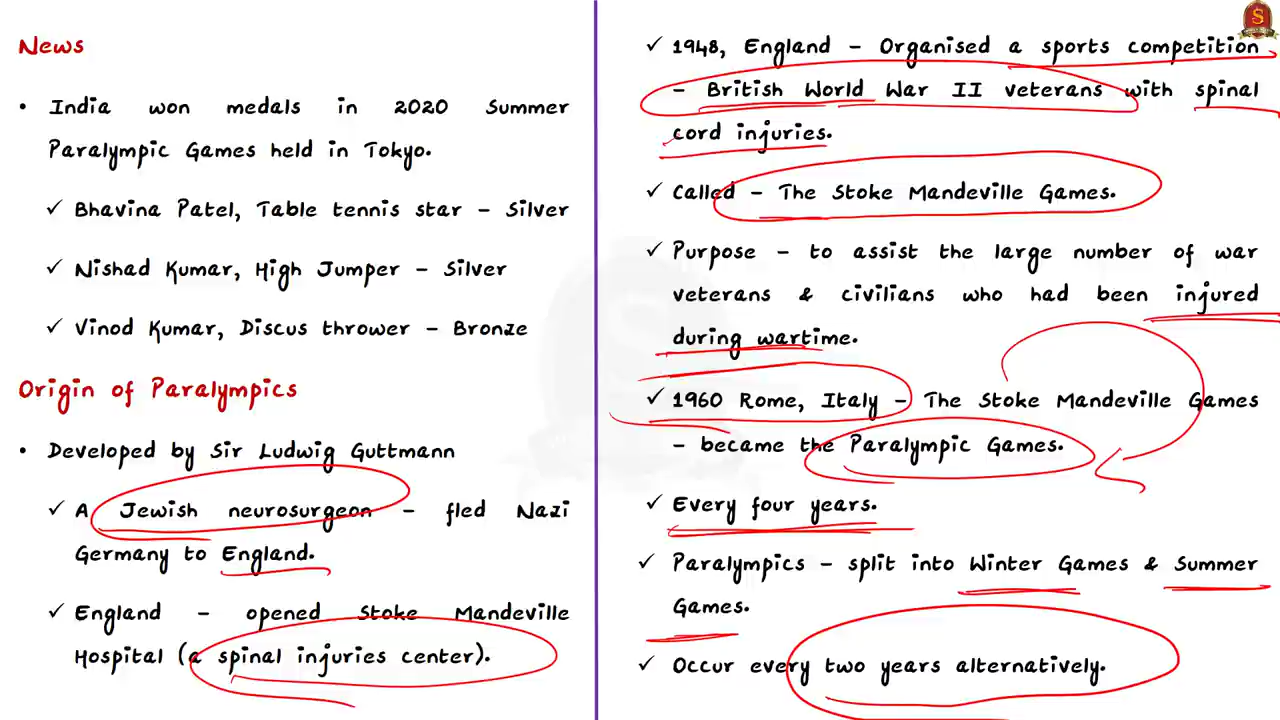 News
• India won medals in 2020 Summer
Paralympic Games held in Tokyo.
✓ Bhavina Patel, Table tennis star – Silver
✓ Nishad Kumar, High Jumper – Silver
✓ Vinod Kumar, Discus thrower – Bronze
Origin of Paralympics
• Developed by Sir Ludwig Guttmann
✓ A Jewish neurosurgeon – fled Nazi
Germany to England.
✓ England – opened Stoke Mandeville
Hospital (a spinal injuries center).
✓ 1948, England – Organised a sports competition
– British World War II veterans with spinal
cord injuries.
✓ Called – The Stoke Mandeville Games.
✓ Purpose – to assist the large number of war
veterans & civilians who had been injured
during wartime.
✓ 1960 Rome, Italy – The Stoke Mandeville Games
– became the Paralympic Games.
✓ Every four years.
✓ Paralympics – split into Winter Games & Summer
Games.
✓ Occur every two years alternatively.